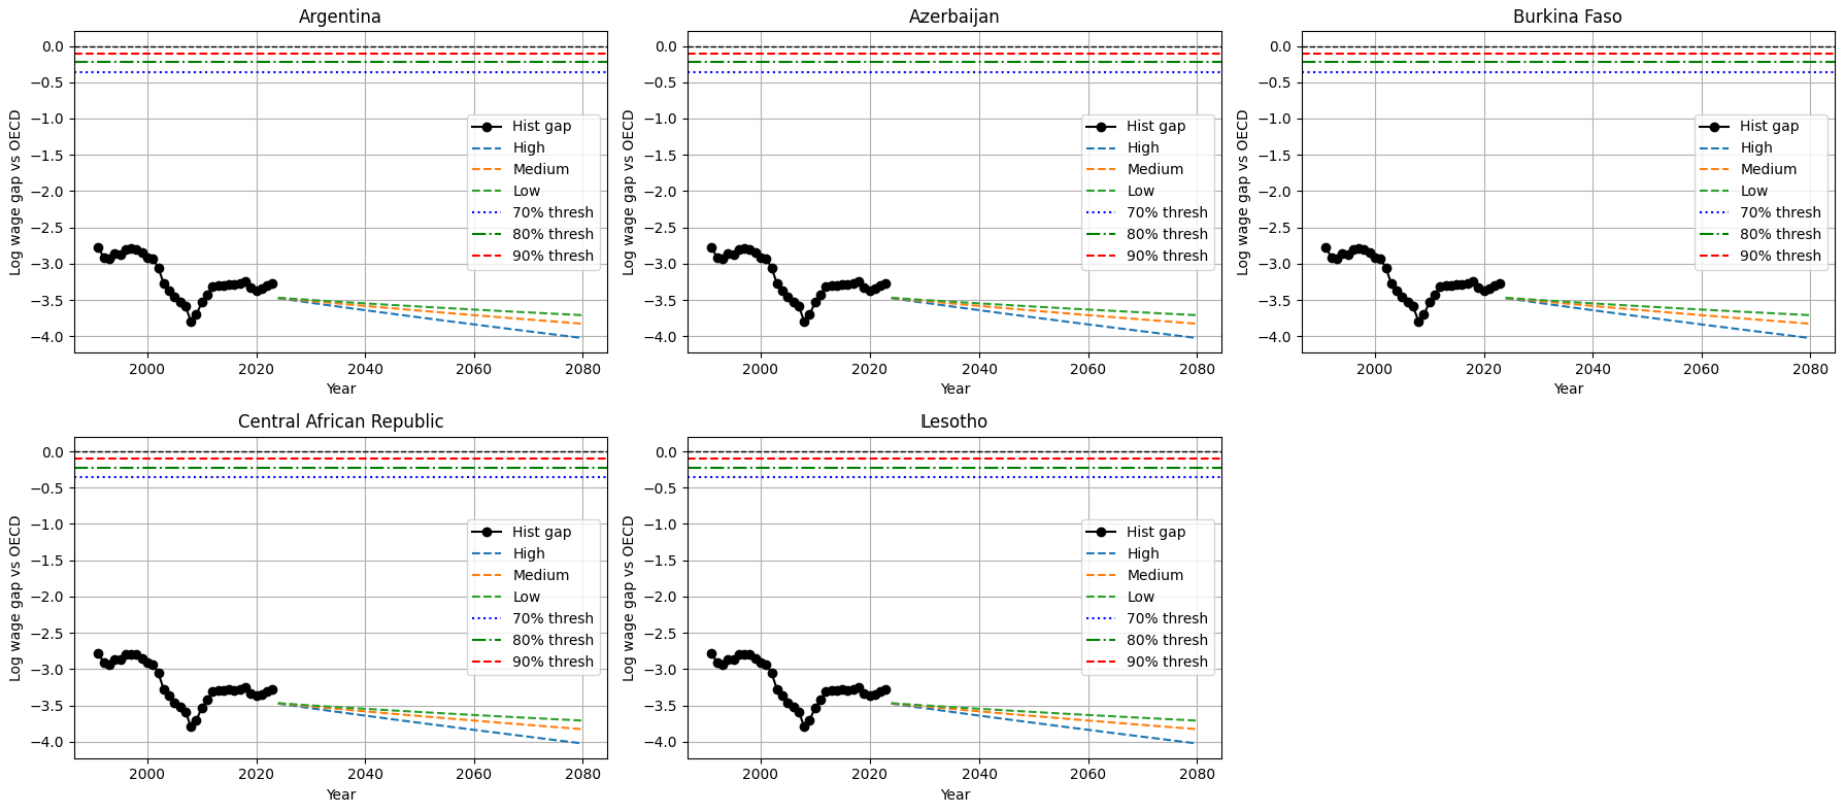 Argentina
Log wage gap vs OECD
0.0
−0.5
−1.0
−1.5
−2.0
−2.5
−3.0
−3.5
−4.0
Hist gap
High
Medium
Low
70% thresh
80% thresh
90% thresh
2000 2020 2040 2060 2080
Year
Azerbaijan
Log wage gap vs OECD
0.0
−0.5
−1.0
−1.5
−2.0
−2.5
−3.0
−3.5
−4.0
Hist gap
High
Medium
Low
70% thresh
80% thresh
90% thresh
2000 2020 2040 2060 2080
Year
Burkina Faso
Log wage gap vs OECD
0.0
−0.5
−1.0
−1.5
−2.0
−2.5
−3.0
−3.5
−4.0
Hist gap
High
Medium
Low
70% thresh
80% thresh
90% thresh
2000 2020 2040 2060 2080
Year
Central African Republic
Log wage gap vs OECD
0.0
−0.5
−1.0
−1.5
−2.0
−2.5
−3.0
−3.5
−4.0
Hist gap
High
Medium
Low
70% thresh
80% thresh
90% thresh
2000 2020 2040 2060 2080
Year
Lesotho
Log wage gap vs OECD
0.0
−0.5
−1.0
−1.5
−2.0
−2.5
−3.0
−3.5
−4.0
Hist gap
High
Medium
Low
70% thresh
80% thresh
90% thresh
2000 2020 2040 2060 2080
Year